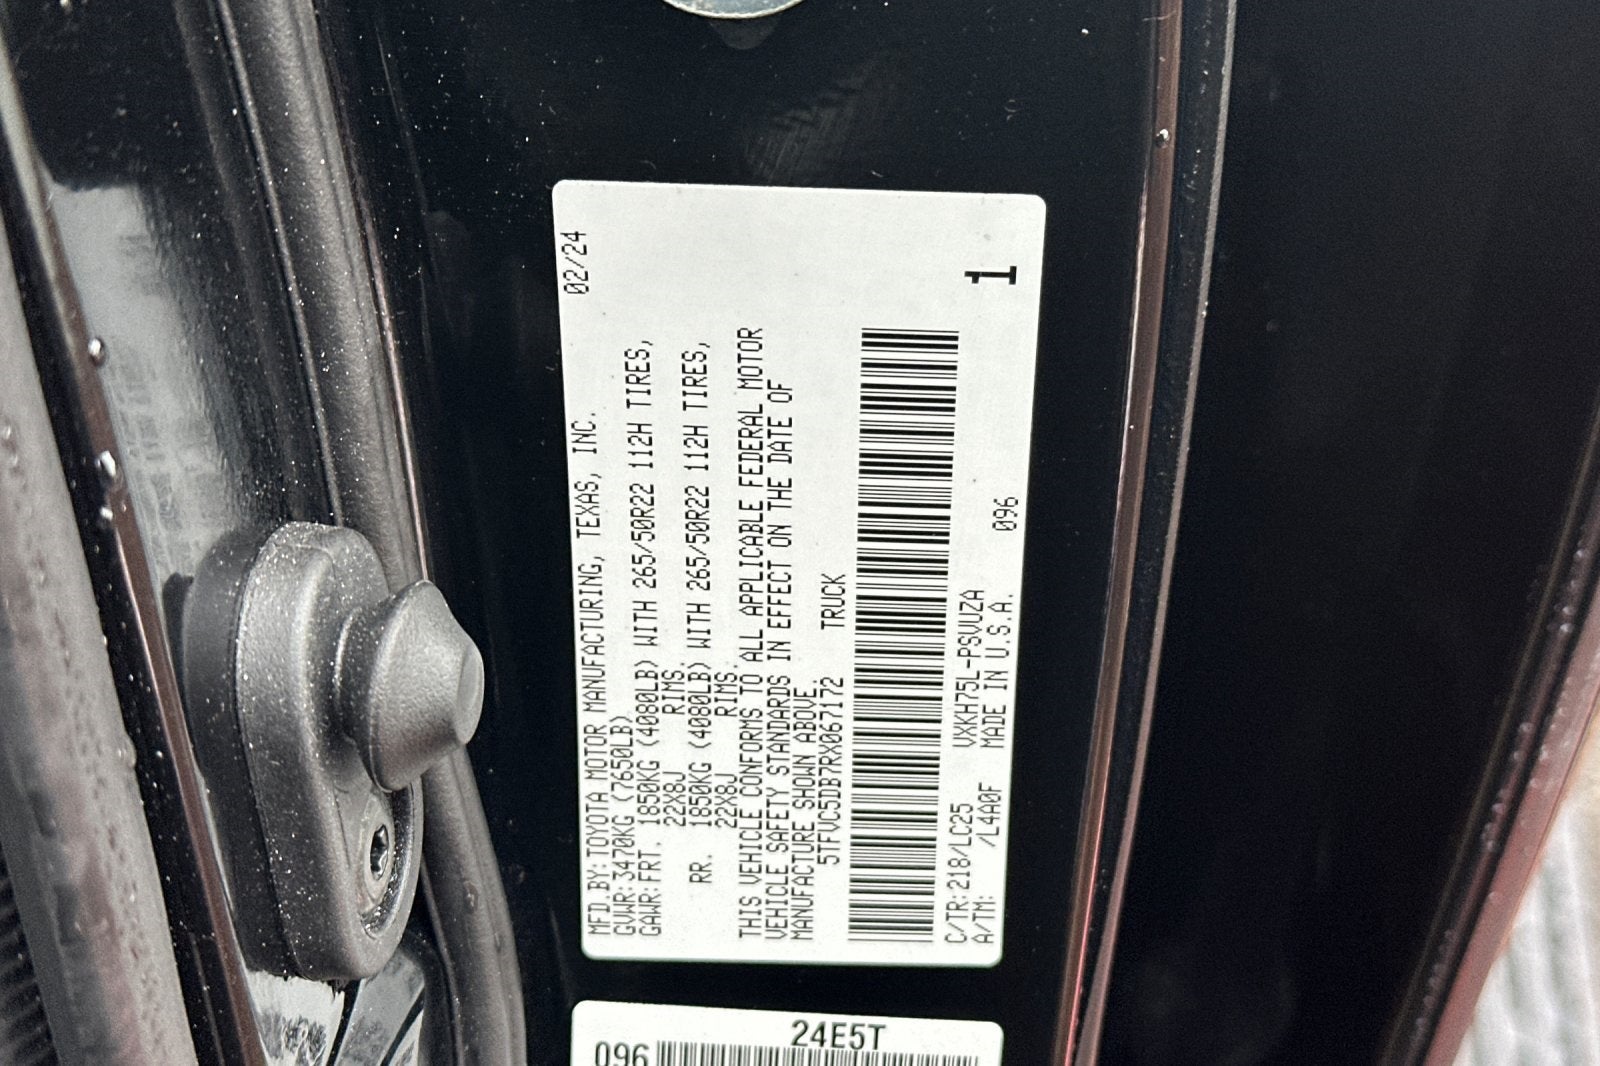 02/24
MFD.BY:TOYOTA MOTOR MANUFACTURING, TEXAS, INC.
GVWR:3470KG (7650LB)
GAWR:FRT. 1850KG (4080LB) WITH 265/50R22 112H TIRES,
22X8J RIMS.
RR. 1850KG (4080LB) WITH 265/50R22 112H TIRES,
22X8J RIMS.
THIS VEHICLE CONFORMS TO ALL APPLICABLE FEDERAL MOTOR
VEHICLE SAFETY STANDARDS IN EFFECT ON THE DATE OF
MANUFACTURE SHOWN ABOVE.
5TFVC5DB7RX067172 TRUCK
C/TR:218/LC25 VXKH75L-PSVUZA
A/TM: /L4A0F MADE IN U.S.A. 096
1
24E5T
096